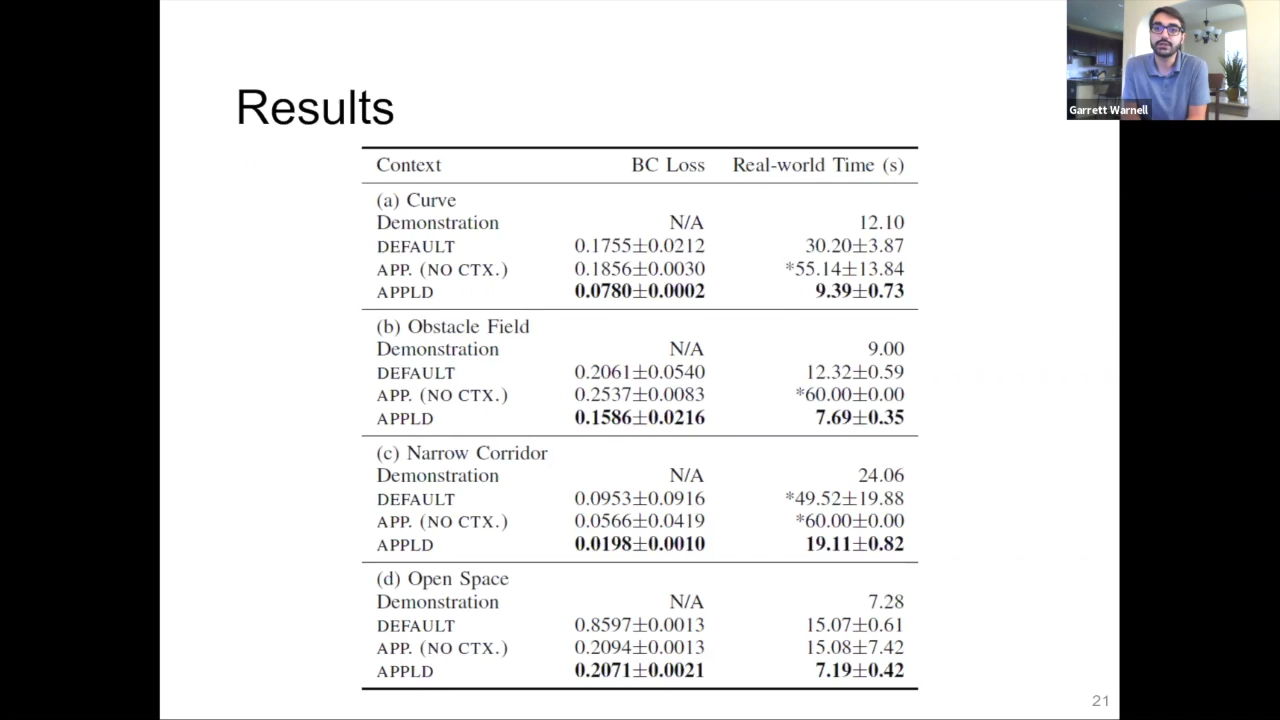 Results
Garrett Warnell
Context BC Loss Real-world Time (s)
(a) Curve
Demonstration N/A 12.10
DEFAULT 0.1755±0.0212 30.20±3.87
APP. (NO CTX.) 0.1856±0.0030 *55.14±13.84
APPLD 0.0780±0.0002 9.39±0.73
(b) Obstacle Field
Demonstration N/A 9.00
DEFAULT 0.2061±0.0540 12.32±0.59
APP. (NO CTX.) 0.2537±0.0083 *60.00±0.00
APPLD 0.1586±0.0216 7.69±0.35
(c) Narrow Corridor
Demonstration N/A 24.06
DEFAULT 0.0953±0.0916 *49.52±19.88
APP. (NO CTX.) 0.0566±0.0419 *60.00±0.00
APPLD 0.0198±0.0010 19.11±0.82
(d) Open Space
Demonstration N/A 7.28
DEFAULT 0.8597±0.0013 15.07±0.61
APP. (NO CTX.) 0.2094±0.0013 15.08±7.42
APPLD 0.2071±0.0021 7.19±0.42
21